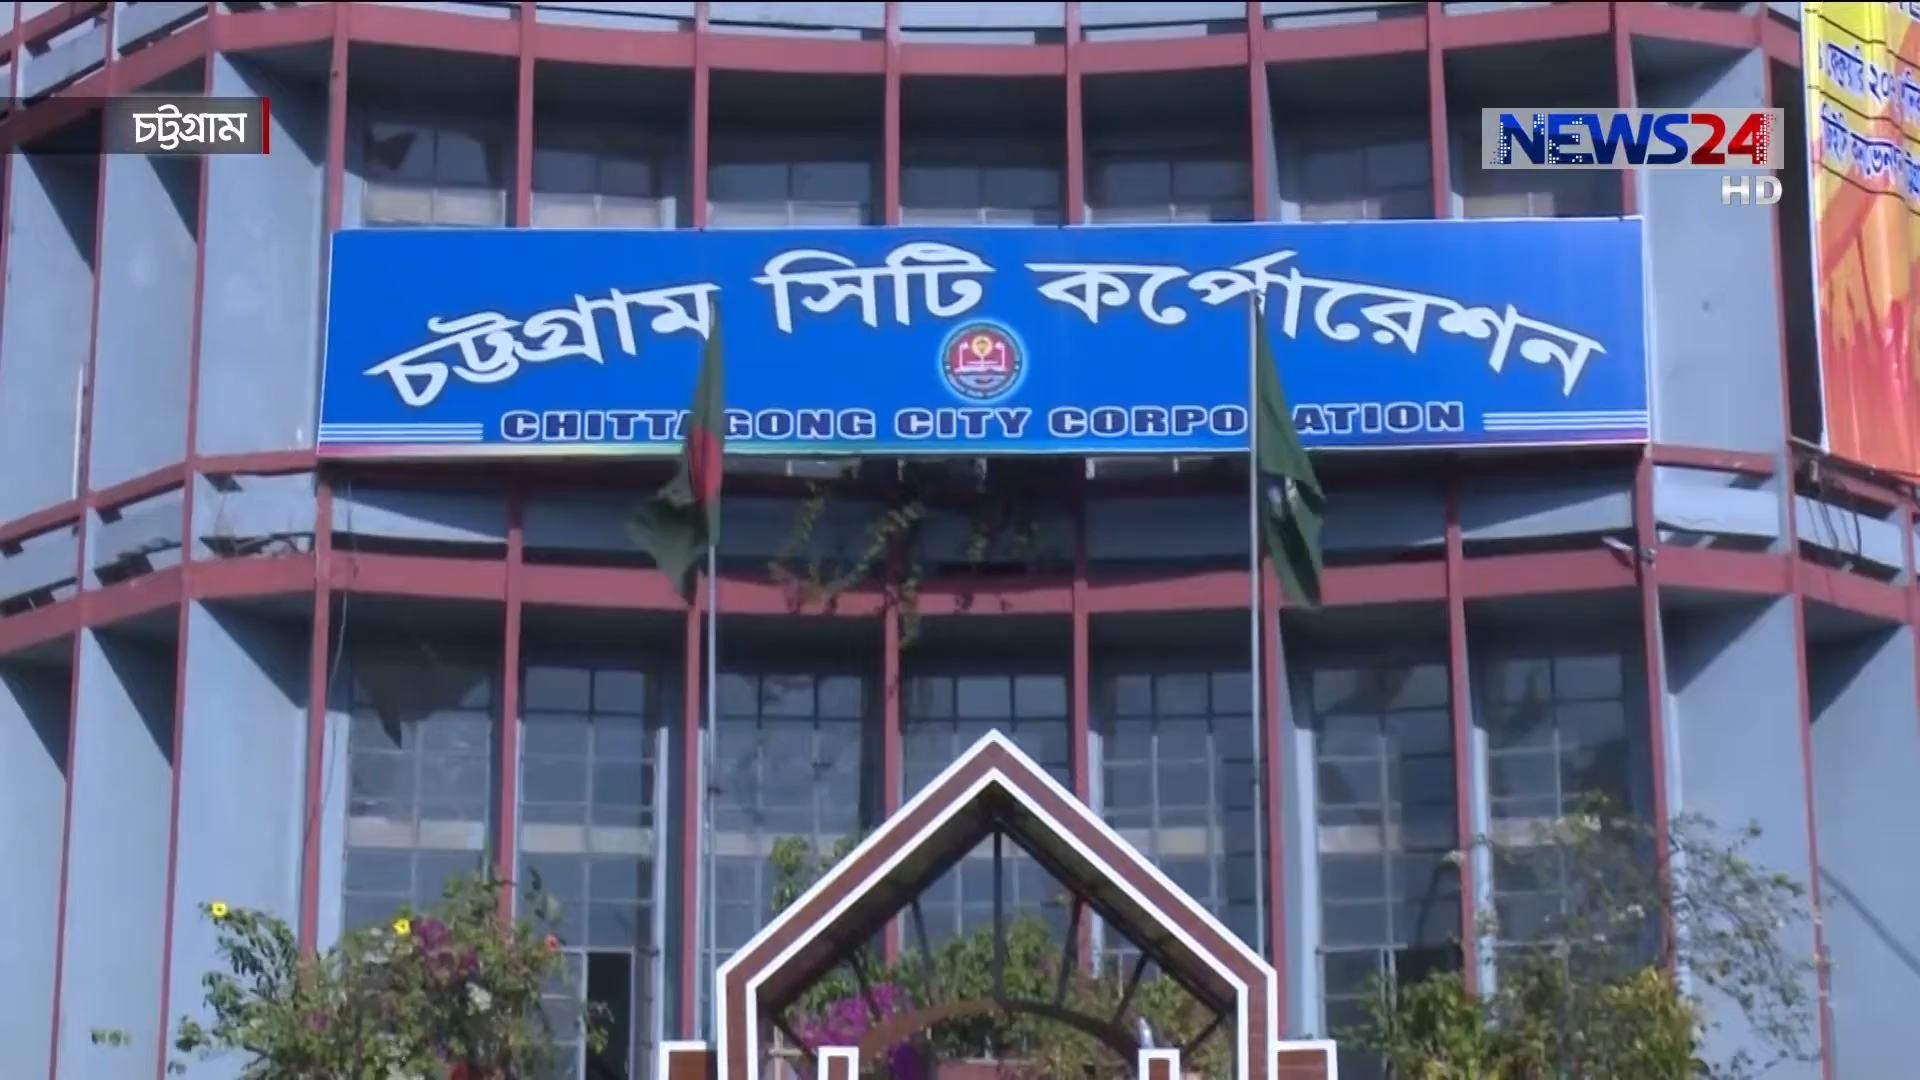 চট্টগ্রাম
NEWS24
HD
চট্টগ্রাম সিটি কর্পোরেশন
CHITTAGONG CITY CORPORATION